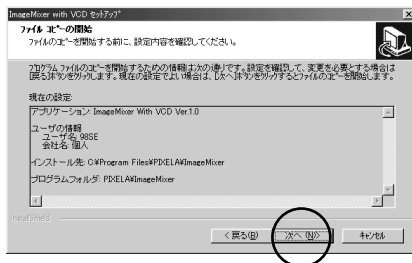 ImageMixer with VCD ｾｯﾄｱｯﾌﾟ
ﾌｧｲﾙ ｺﾋﾟｰの開始
ﾌｧｲﾙのｺﾋﾟｰを開始する前に、設定内容を確認してください。
ﾌﾟﾛｸﾞﾗﾑ ﾌｧｲﾙのｺﾋﾟｰを開始するための情報は次の通りです。設定を確認して、変更を必要とする場合は
[戻る]ﾎﾞﾀﾝをｸﾘｯｸします。現在の設定でよい場合は、[次へ]ﾎﾞﾀﾝをｸﾘｯｸするとﾌｧｲﾙのｺﾋﾟｰを開始します。
現在の設定:
アプリケーション: ImageMixer With VCD Ver.1.0
ユーザの情報
ユーザ名: 98SE
会社名: 個人
インストール先: C:¥Program Files¥PIXELA¥ImageMixer
プログラムフォルダ: PIXELA¥ImageMixer
InstallShield
< 戻る(B)
次へ (N)>
ｷｬﾝｾﾙ